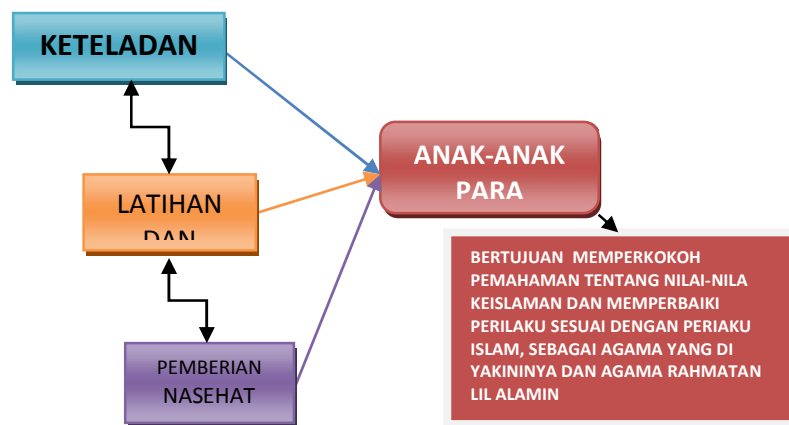 KETELADAN
ANAK-ANAK
PARA
LATIHAN
DAN
BERTUJUAN MEMPERKOKOH
PEMAHAMAN TENTANG NILAI-NILA
KEISLAMAN DAN MEMPERBAIKI
PERILAKU SESUAI DENGAN PERIAKU
ISLAM, SEBAGAI AGAMA YANG DI
YAKININYA DAN AGAMA RAHMATAN
LIL ALAMIN
PEMBERIAN
NASEHAT